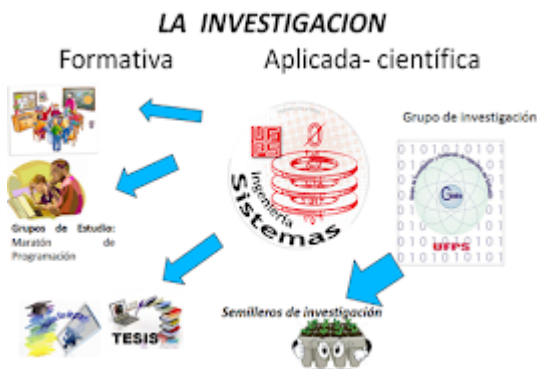 LA INVESTIGACION
Formativa
Aplicada- científica
Grupo de investigación
UFPS
ingeniería
Sistemas
Grupos de Estudio:
Maratón de
Programación
UFPS
TESIS
Semilleros de investigación